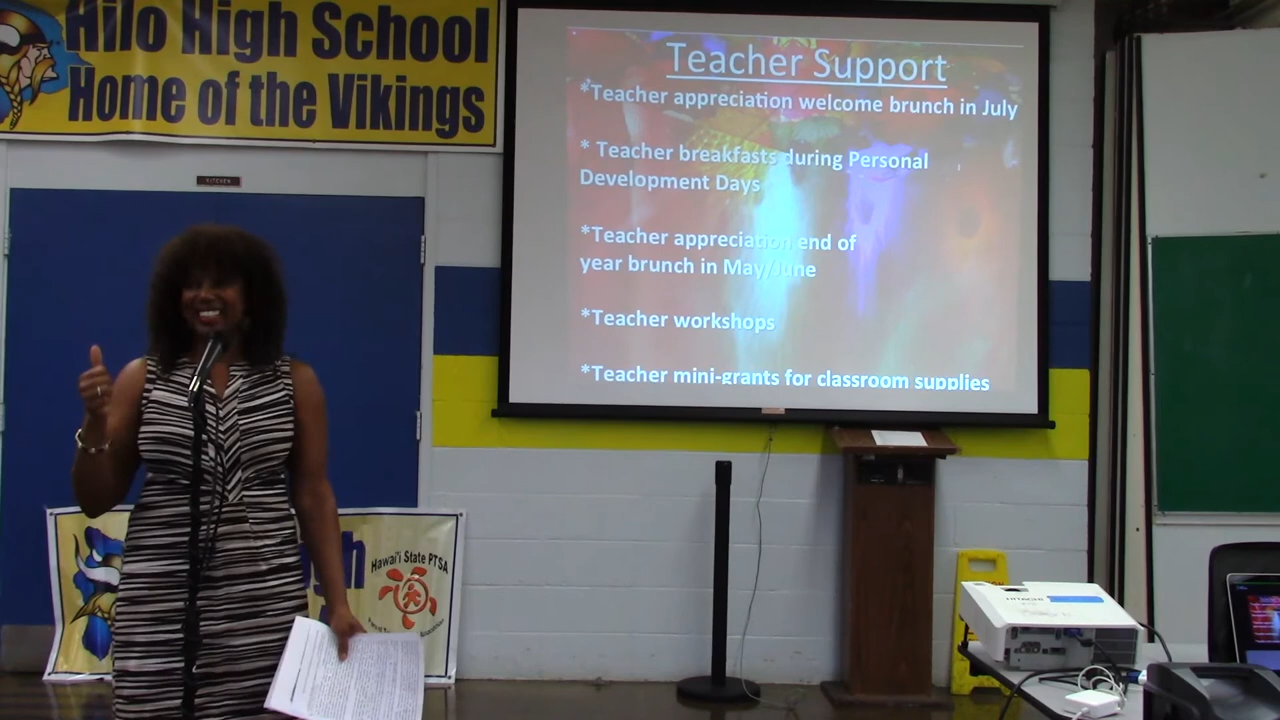 Hilo High School
Home of the Vikings
KITCHEN
Teacher Support
*Teacher appreciation welcome brunch in July
* Teacher breakfasts during Personal
Development Days
*Teacher appreciation end of
year brunch in May/June
*Teacher workshops
*Teacher mini-grants for classroom supplies
Hawai'i State PTSA
HITACHI